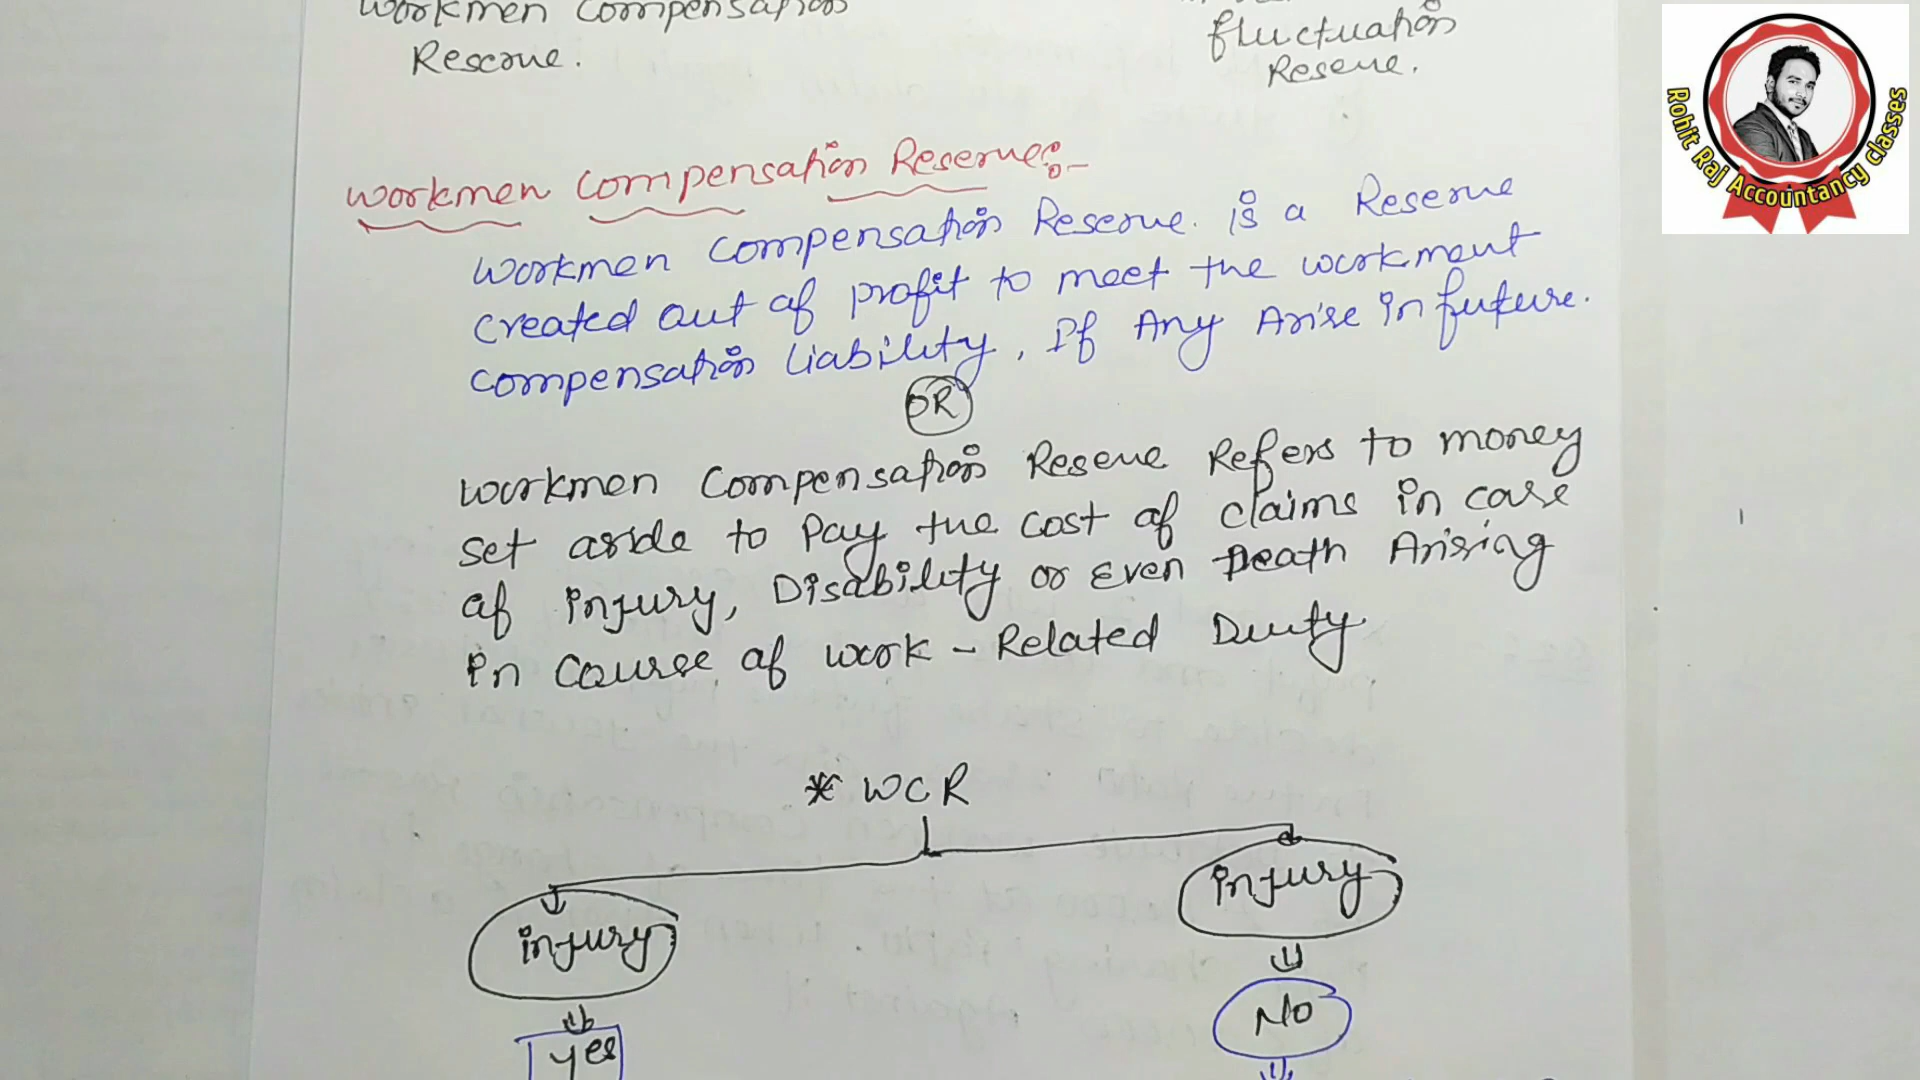 Workmen Compensation
Reserve.
fluctuation
Reserve.
Workmen Compensation Reserve:-
Workmen Compensation Reserve. is a Reserve
created out of profit to meet the workment
compensation liability, If Any Arise in future.
OR
Workmen Compensation Reserve Refers to money
set aside to Pay the cost of claims in case
of injury, Disability or Even Death Arising
in Course of work - Related Duuty.
* WCR
injury
injury
No
Yes
Rohit Raj Accountancy classes